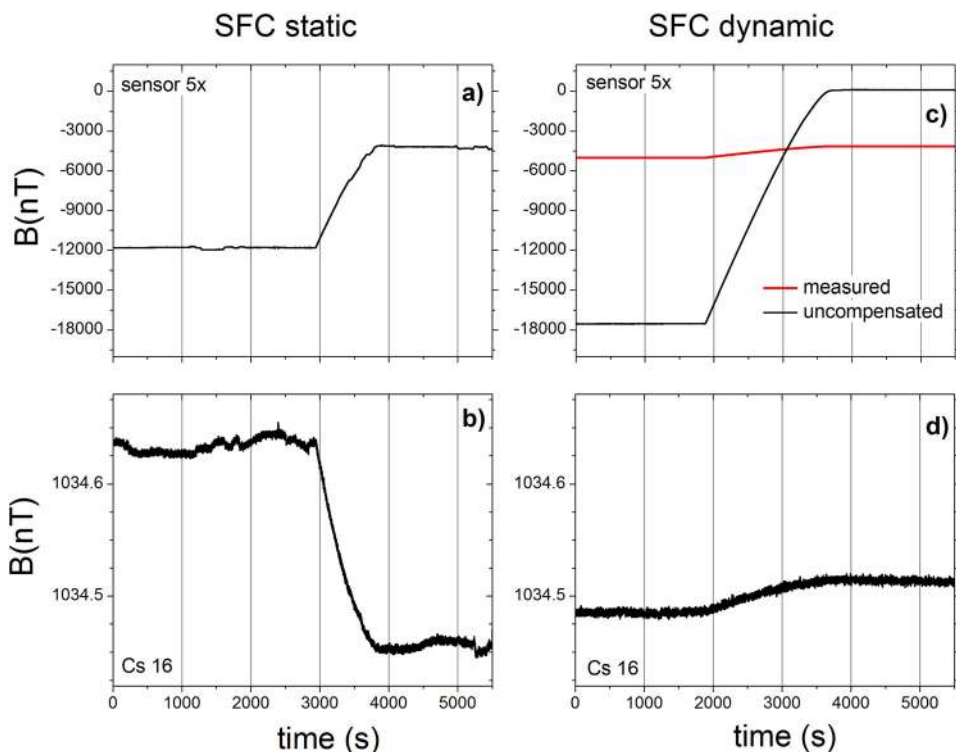 SFC static
SFC dynamic
sensor 5x
a)
0
-3000
-6000
-9000
-12000
-15000
-18000
B(nT)
sensor 5x
c)
0
-3000
-6000
-9000
-12000
-15000
-18000
measured
uncompensated
b)
1034.6
1034.5
B(nT)
Cs 16
0 1000 2000 3000 4000 5000
time (s)
d)
1034.6
1034.5
Cs 16
0 1000 2000 3000 4000 5000
time (s)